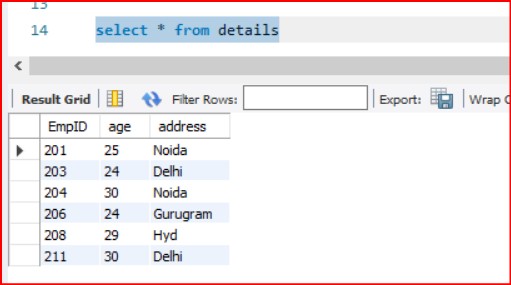 13
14 select * from details
Result Grid Filter Rows: Export: Wrap C
EmpID age address
201 25 Noida
203 24 Delhi
204 30 Noida
206 24 Gurugram
208 29 Hyd
211 30 Delhi